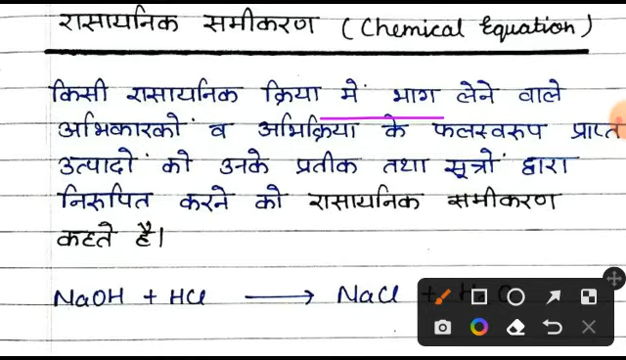 रासायनिक समीकरण (Chemical Equation)
किसी रासायनिक क्रिया में भाग लेने वाले
अभिकारकों व अभिक्रिया के फलस्वरुप प्राप्त
उत्पादों को उनके प्रतीक तथा सूत्रों द्वारा
निरुपित करने को रासायनिक समीकरण
कहते है।
NaOH + HCl ⟶ NaCl +